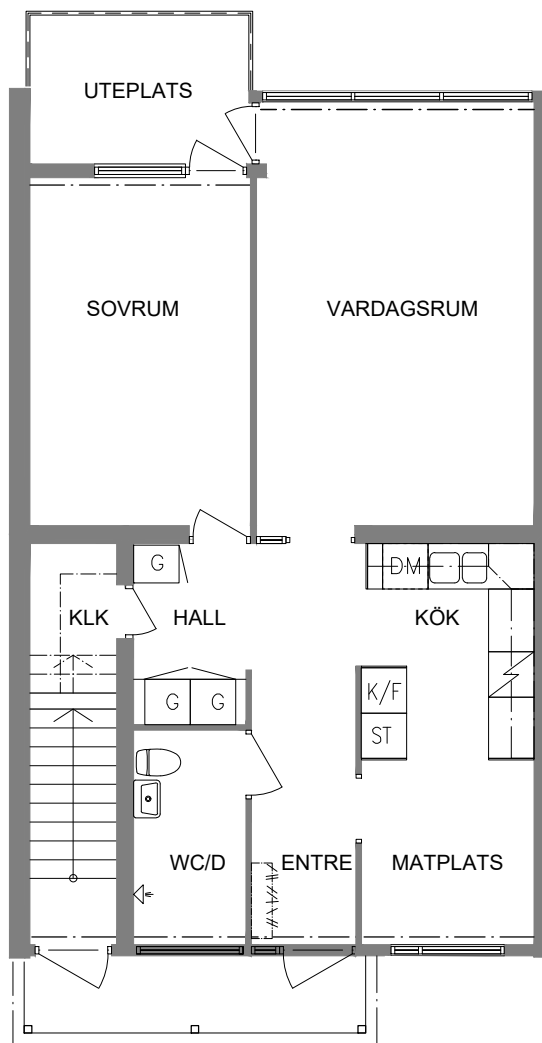 UTEPLATS
SOVRUM
VARDAGSRUM
G
DM
KLK
HALL
KÖK
G
G
K/F
ST
WC/D
ENTRE
MATPLATS